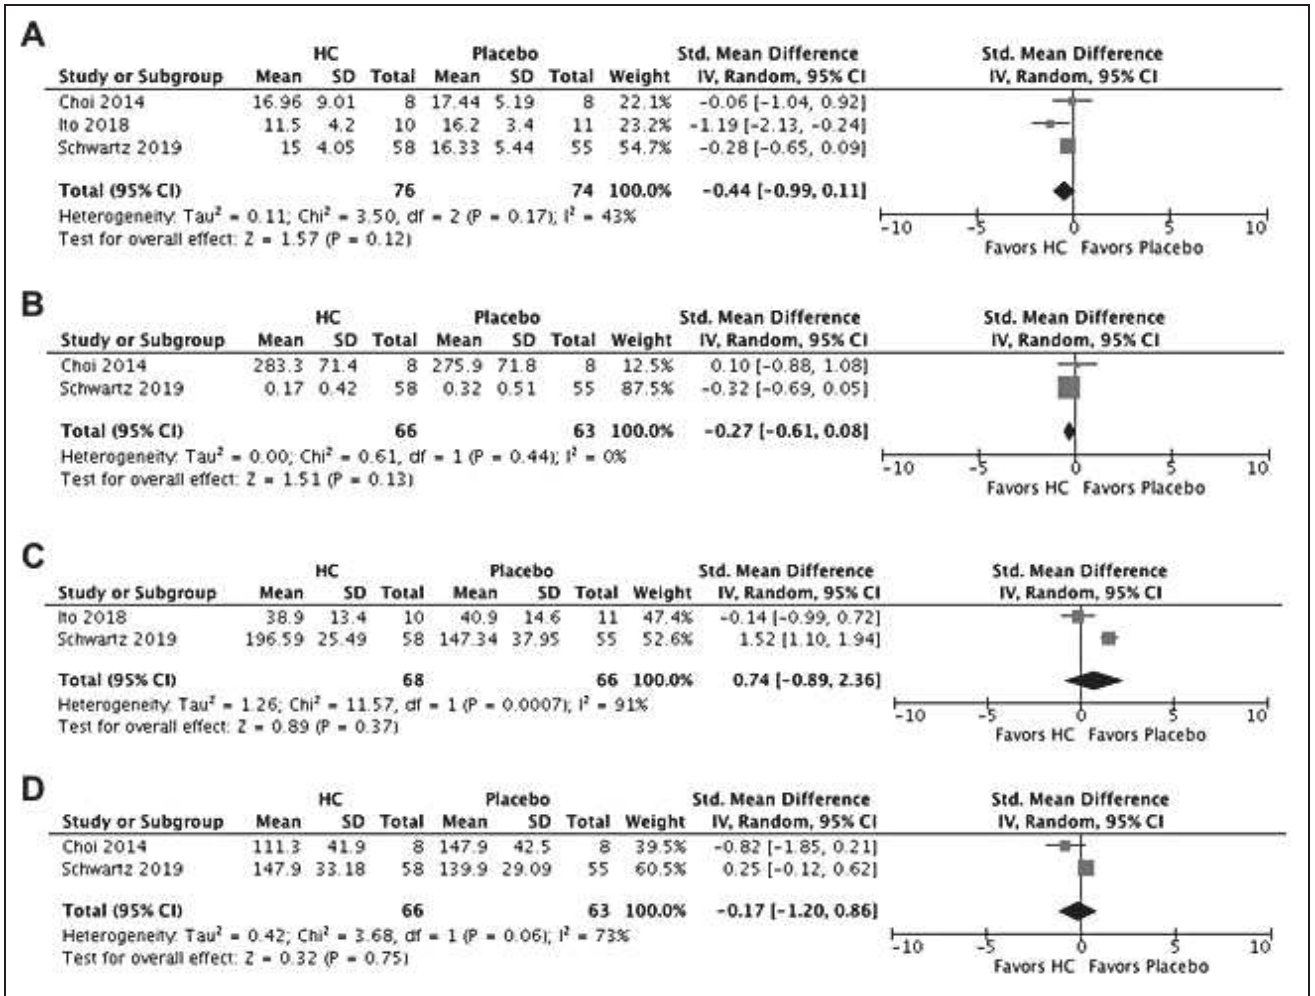 A
HC Placebo Std. Mean Difference Std. Mean Difference
Study or Subgroup Mean SD Total Mean SD Total Weight IV, Random, 95% CI IV, Random, 95% CI
Choi 2014 16.96 9.01 8 17.44 5.19 8 22.1% -0.06 [-1.04, 0.92]
Ito 2018 11.5 4.2 10 16.2 3.4 11 23.2% -1.19 [-2.13, -0.24]
Schwartz 2019 15 4.05 58 16.33 5.44 55 54.7% -0.28 [-0.65, 0.09]
Total (95% CI) 76 74 100.0% -0.44 [-0.99, 0.11]
Heterogeneity: Tau² = 0.11; Chi² = 3.50, df = 2 (P = 0.17); I² = 43%
Test for overall effect: Z = 1.57 (P = 0.12)
-10 -5 0 5 10
Favors HC Favors Placebo
B
HC Placebo Std. Mean Difference Std. Mean Difference
Study or Subgroup Mean SD Total Mean SD Total Weight IV, Random, 95% CI IV, Random, 95% CI
Choi 2014 283.3 71.4 8 275.9 71.8 8 12.5% 0.10 [-0.88, 1.08]
Schwartz 2019 0.17 0.42 58 0.32 0.51 55 87.5% -0.32 [-0.69, 0.05]
Total (95% CI) 66 63 100.0% -0.27 [-0.61, 0.08]
Heterogeneity: Tau² = 0.00; Chi² = 0.61, df = 1 (P = 0.44); I² = 0%
Test for overall effect: Z = 1.51 (P = 0.13)
-10 -5 0 5 10
Favors HC Favors Placebo
C
HC Placebo Std. Mean Difference Std. Mean Difference
Study or Subgroup Mean SD Total Mean SD Total Weight IV, Random, 95% CI IV, Random, 95% CI
Ito 2018 38.9 13.4 10 40.9 14.6 11 47.4% -0.14 [-0.99, 0.72]
Schwartz 2019 196.59 25.49 58 147.34 37.95 55 52.6% 1.52 [1.10, 1.94]
Total (95% CI) 68 66 100.0% 0.74 [-0.89, 2.36]
Heterogeneity: Tau² = 1.26; Chi² = 11.57, df = 1 (P = 0.0007); I² = 91%
Test for overall effect: Z = 0.89 (P = 0.37)
-10 -5 0 5 10
Favors HC Favors Placebo
D
HC Placebo Std. Mean Difference Std. Mean Difference
Study or Subgroup Mean SD Total Mean SD Total Weight IV, Random, 95% CI IV, Random, 95% CI
Choi 2014 111.3 41.9 8 147.9 42.5 8 39.5% -0.82 [-1.85, 0.21]
Schwartz 2019 147.9 33.18 58 139.9 29.09 55 60.5% 0.25 [-0.12, 0.62]
Total (95% CI) 66 63 100.0% -0.17 [-1.20, 0.86]
Heterogeneity: Tau² = 0.42; Chi² = 3.68, df = 1 (P = 0.06); I² = 73%
Test for overall effect: Z = 0.32 (P = 0.75)
-10 -5 0 5 10
Favors HC Favors Placebo